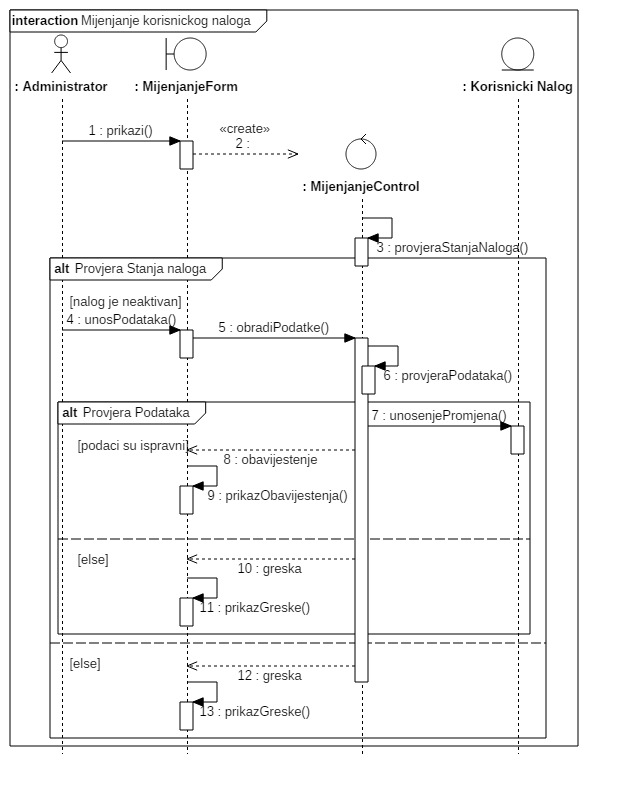 interaction Mijenjanje korisnickog naloga
: Administrator
: MijenjanjeForm
: Korisnicki Nalog
1 : prikazi()
«create»
2 :
: MijenjanjeControl
3 : provjeraStanjaNaloga()
alt Provjera Stanja naloga
[nalog je neaktivan]
4 : unosPodataka()
5 : obradiPodatke()
6 : provjeraPodataka()
alt Provjera Podataka
7 : unosenjePromjena()
[podaci su ispravni]
8 : obavijestenje
9 : prikazObavijestenja()
[else]
10 : greska
11 : prikazGreske()
[else]
12 : greska
13 : prikazGreske()